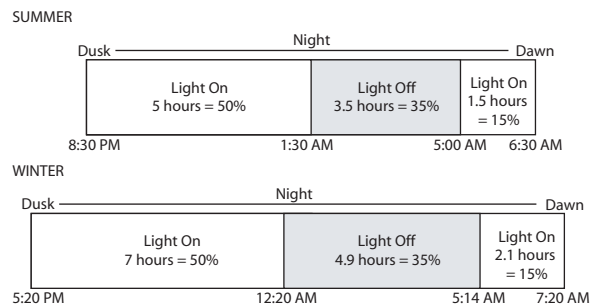 SUMMER
Night
Dusk
Dawn
Light On
5 hours = 50%
Light Off
3.5 hours = 35%
Light On
1.5 hours
= 15%
8:30 PM
1:30 AM
5:00 AM
6:30 AM
WINTER
Night
Dusk
Dawn
Light On
7 hours = 50%
Light Off
4.9 hours = 35%
Light On
2.1 hours
= 15%
5:20 PM
12:20 AM
5:14 AM
7:20 AM